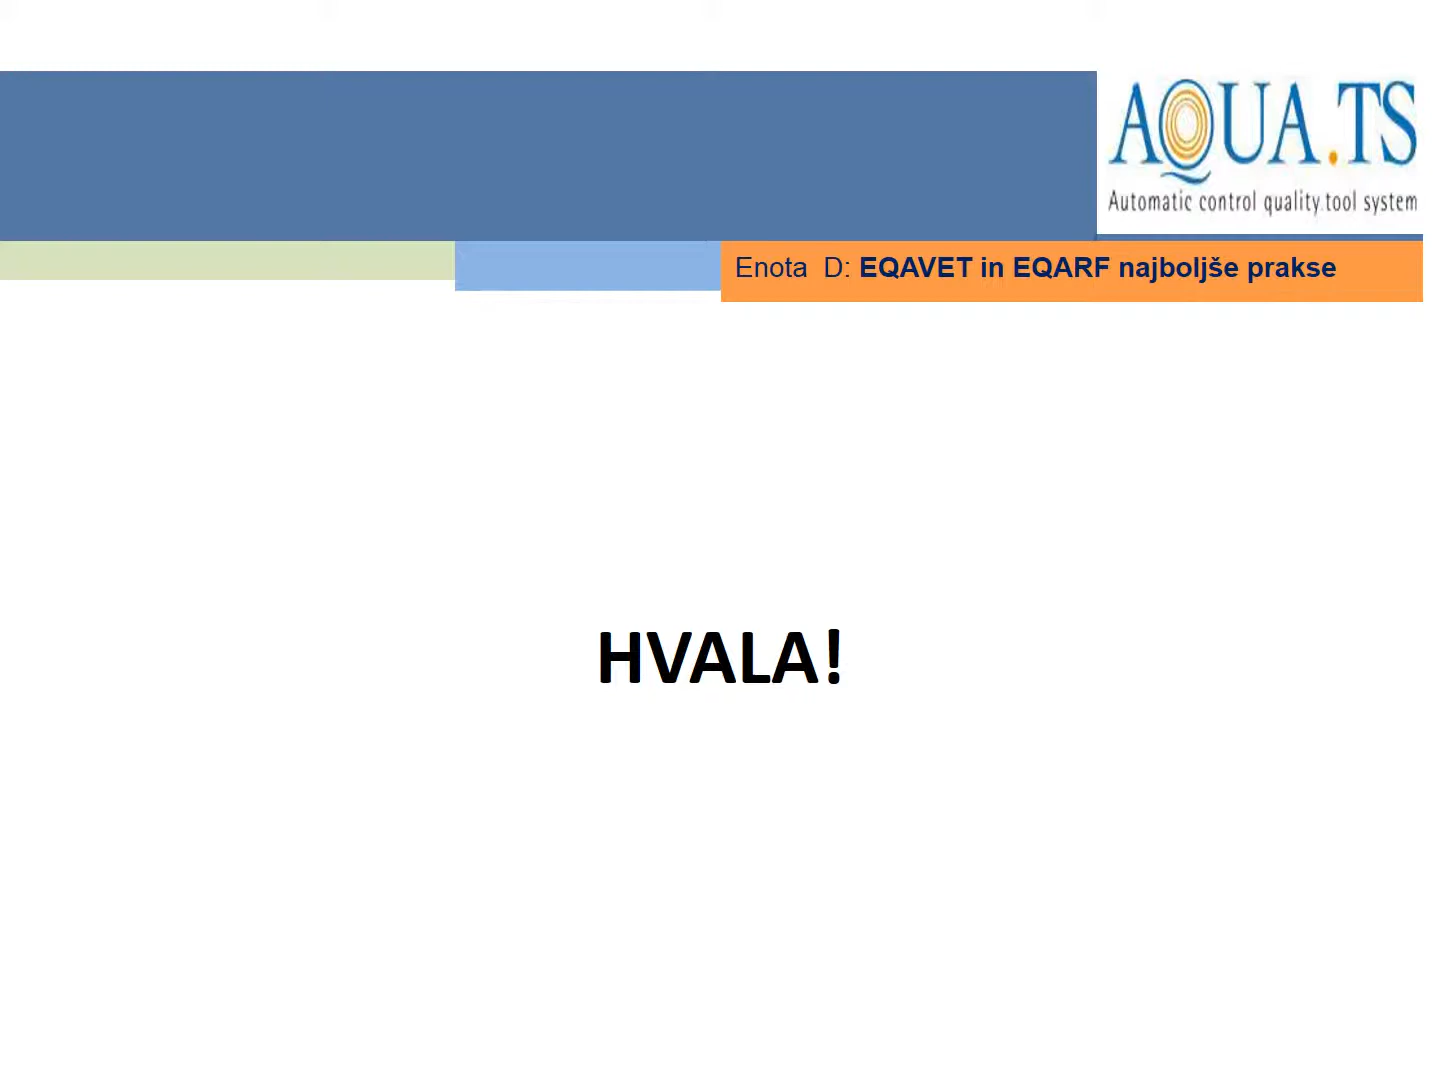 AQUA.TS
Automatic control quality tool system
Enota  D: EQAVET in EQARF najboljše prakse
HVALA!